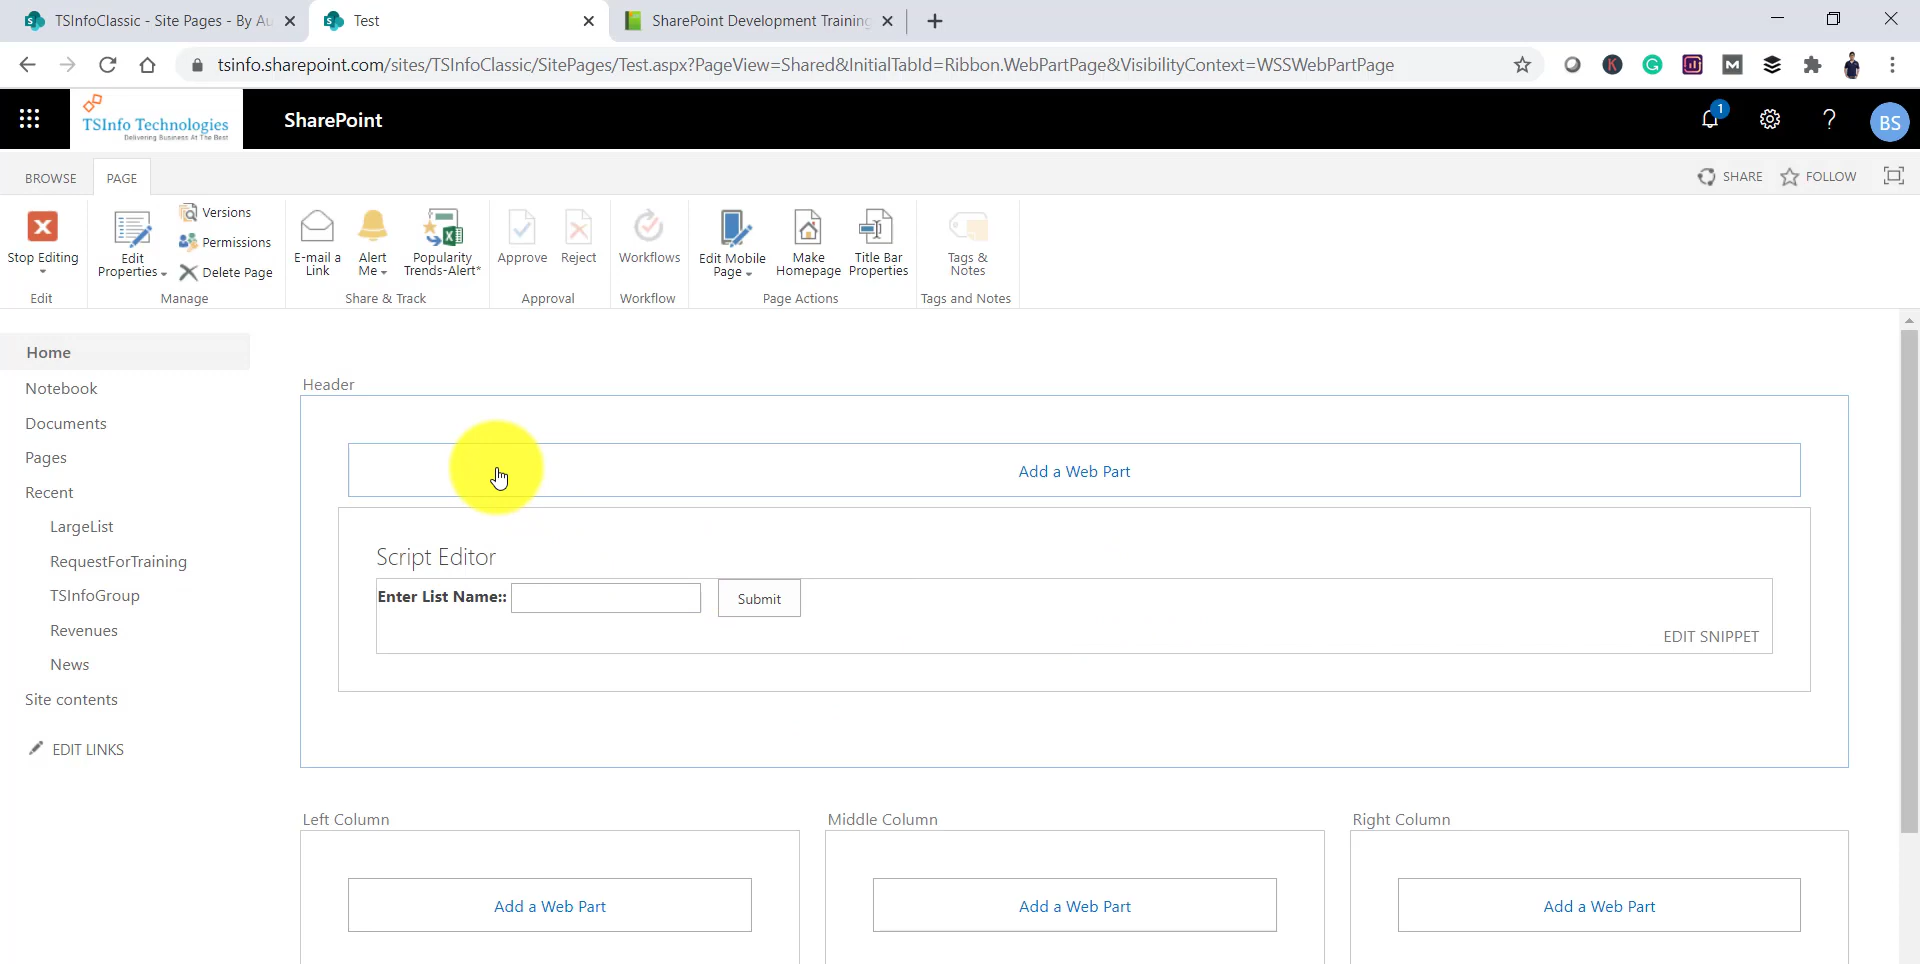 TSInfoClassic - Site Pages - By Au
Test
SharePoint Development Training
tsinfo.sharepoint.com/sites/TSInfoClassic/SitePages/Test.aspx?PageView=Shared&InitialTabId=Ribbon.WebPartPage&VisibilityContext=WSSWebPartPage
TSInfo Technologies
Delivering Business At The Best
SharePoint
1
BS
BROWSE
PAGE
SHARE
FOLLOW
Stop Editing
Edit
Edit
Properties
Versions
Permissions
Delete Page
Manage
E-mail a
Link
Alert
Me
Popularity
Trends-Alert*
Share & Track
Approve
Reject
Approval
Workflows
Workflow
Edit Mobile
Page
Make
Homepage
Title Bar
Properties
Page Actions
Tags &
Notes
Tags and Notes
Home
Notebook
Documents
Pages
Recent
LargeList
RequestForTraining
TSInfoGroup
Revenues
News
Site contents
EDIT LINKS
Header
Add a Web Part
Script Editor
Enter List Name::
Submit
EDIT SNIPPET
Left Column
Middle Column
Right Column
Add a Web Part
Add a Web Part
Add a Web Part